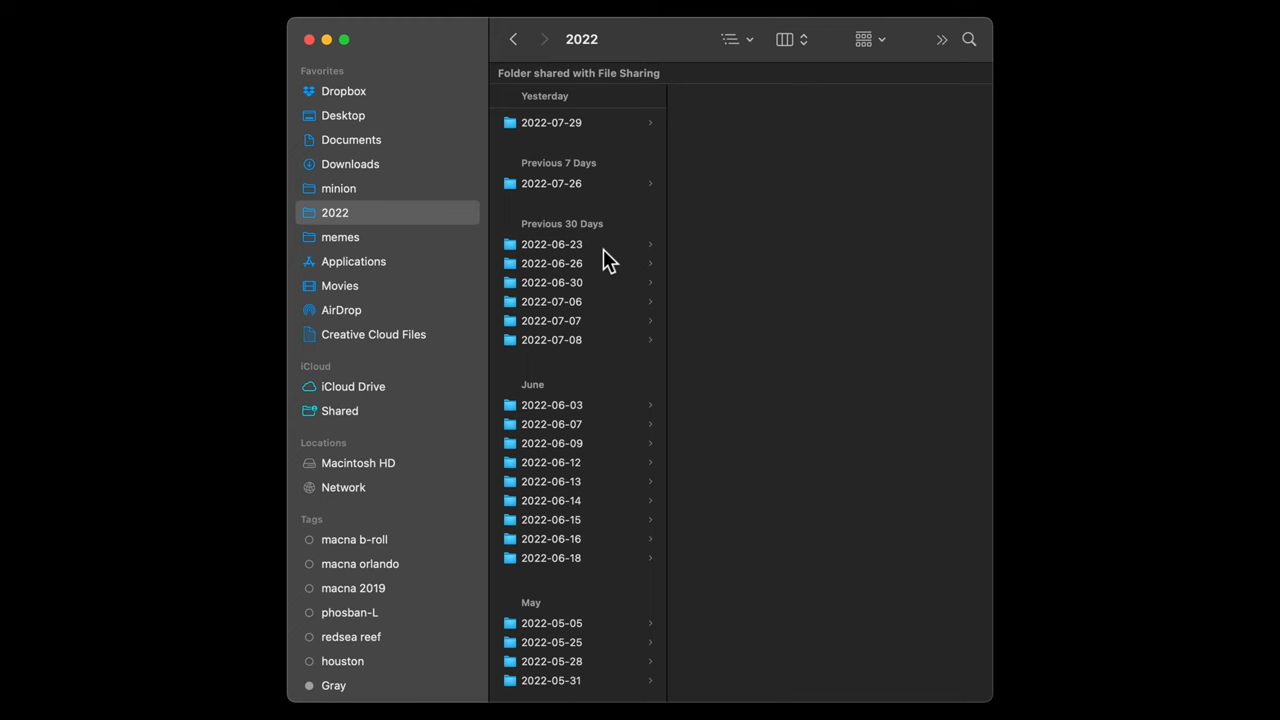 2022
Folder shared with File Sharing
Favorites
Dropbox
Desktop
Documents
Downloads
minion
2022
memes
Applications
Movies
AirDrop
Creative Cloud Files
iCloud
iCloud Drive
Shared
Locations
Macintosh HD
Network
Tags
macna b-roll
macna orlando
macna 2019
phosban-L
redsea reef
houston
Gray
Yesterday
2022-07-29
Previous 7 Days
2022-07-26
Previous 30 Days
2022-06-23
2022-06-26
2022-06-30
2022-07-06
2022-07-07
2022-07-08
June
2022-06-03
2022-06-07
2022-06-09
2022-06-12
2022-06-13
2022-06-14
2022-06-15
2022-06-16
2022-06-18
May
2022-05-05
2022-05-25
2022-05-28
2022-05-31